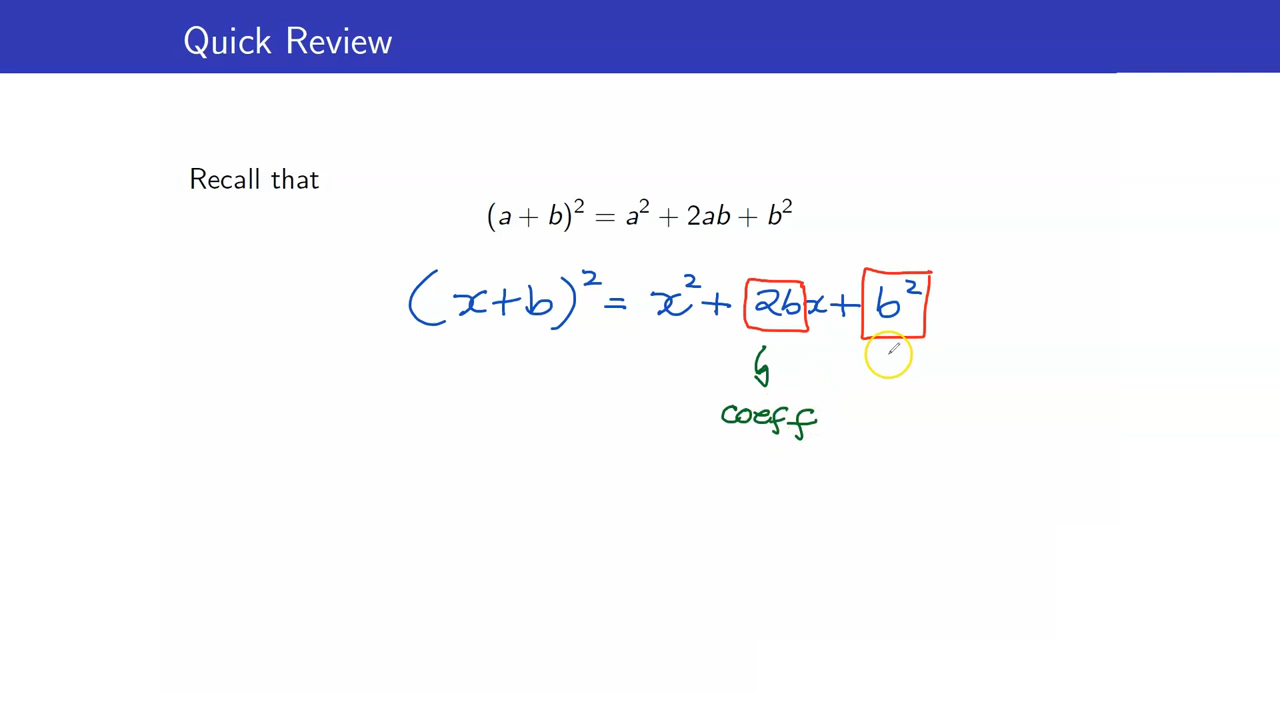 Quick Review
Recall that
(a + b)² = a² + 2ab + b²
(x+b)² = x² + 2bx + b²
coeff